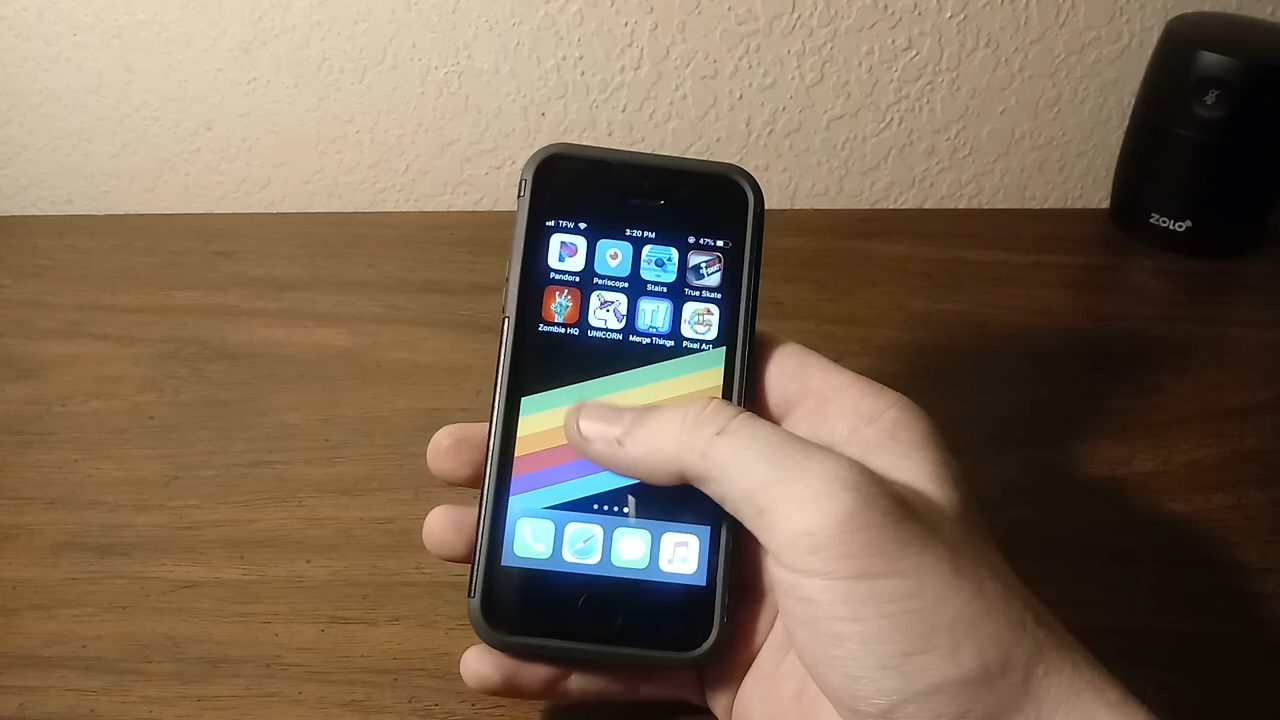 TFW 3:20 PM 47%
Pandora Periscope Stairs True Skate
Zombie HQ UNICORN Merge Things Pixel Art
ZOLO